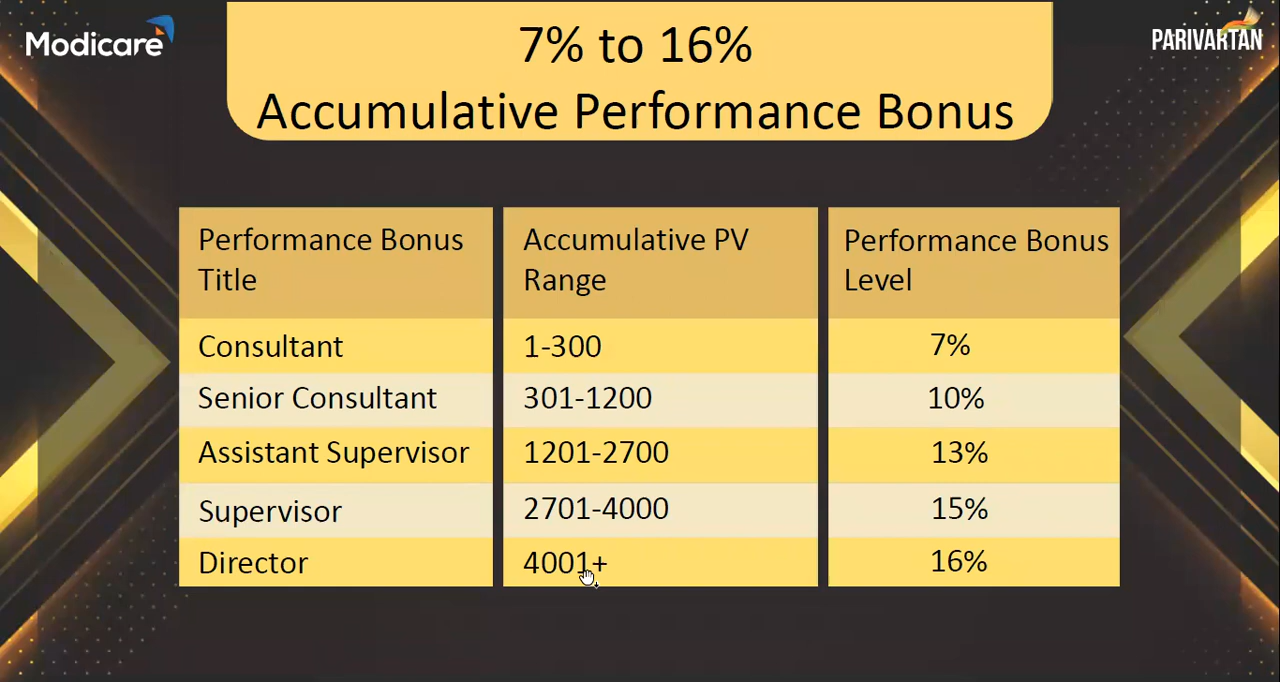 Modicare
PARIVARTAN
7% to 16%
Accumulative Performance Bonus
Performance Bonus Title
Accumulative PV Range
Performance Bonus Level
Consultant 1-300 7%
Senior Consultant 301-1200 10%
Assistant Supervisor 1201-2700 13%
Supervisor 2701-4000 15%
Director 4001+ 16%